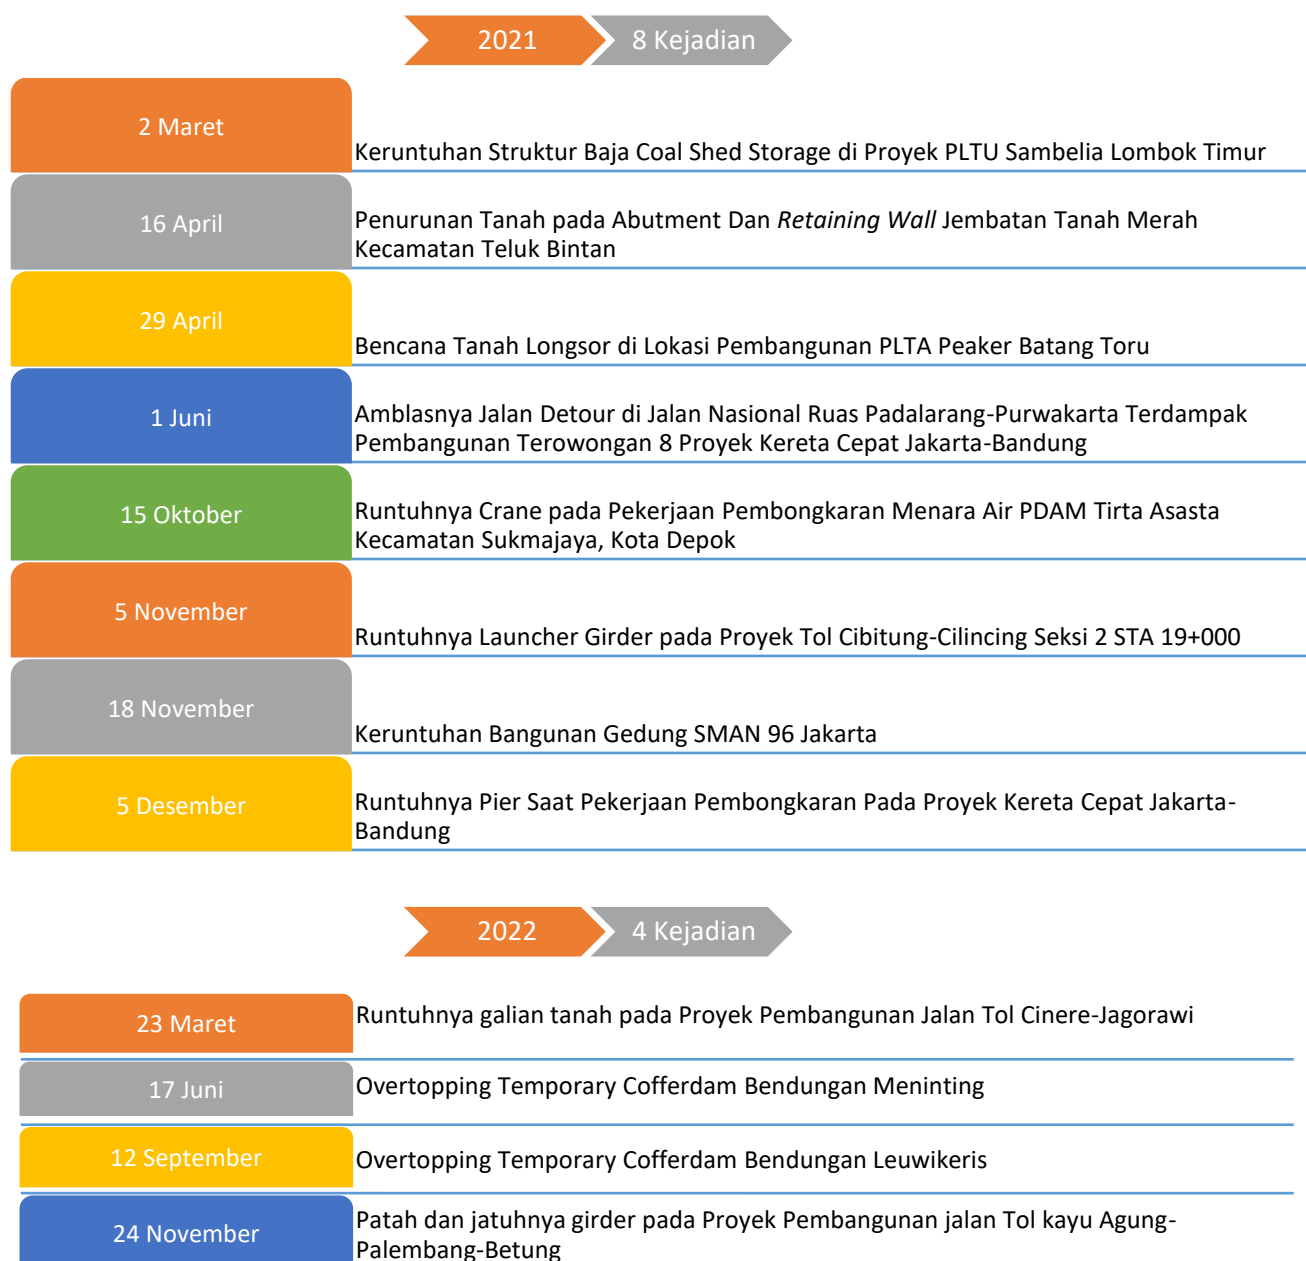 2021
8 Kejadian
2 Maret
Keruntuhan Struktur Baja Coal Shed Storage di Proyek PLTU Sambelia Lombok Timur
16 April
Penurunan Tanah pada Abutment Dan Retaining Wall Jembatan Tanah Merah
Kecamatan Teluk Bintan
29 April
Bencana Tanah Longsor di Lokasi Pembangunan PLTA Peaker Batang Toru
1 Juni
Amblasnya Jalan Detour di Jalan Nasional Ruas Padalarang-Purwakarta Terdampak
Pembangunan Terowongan 8 Proyek Kereta Cepat Jakarta-Bandung
15 Oktober
Runtuhnya Crane pada Pekerjaan Pembongkaran Menara Air PDAM Tirta Asasta
Kecamatan Sukmajaya, Kota Depok
5 November
Runtuhnya Launcher Girder pada Proyek Tol Cibitung-Cilincing Seksi 2 STA 19+000
18 November
Keruntuhan Bangunan Gedung SMAN 96 Jakarta
5 Desember
Runtuhnya Pier Saat Pekerjaan Pembongkaran Pada Proyek Kereta Cepat Jakarta-
Bandung
2022
4 Kejadian
23 Maret
Runtuhnya galian tanah pada Proyek Pembangunan Jalan Tol Cinere-Jagorawi
17 Juni
Overtopping Temporary Cofferdam Bendungan Meninting
12 September
Overtopping Temporary Cofferdam Bendungan Leuwikeris
24 November
Patah dan jatuhnya girder pada Proyek Pembangunan jalan Tol kayu Agung-
Palembang-Betung